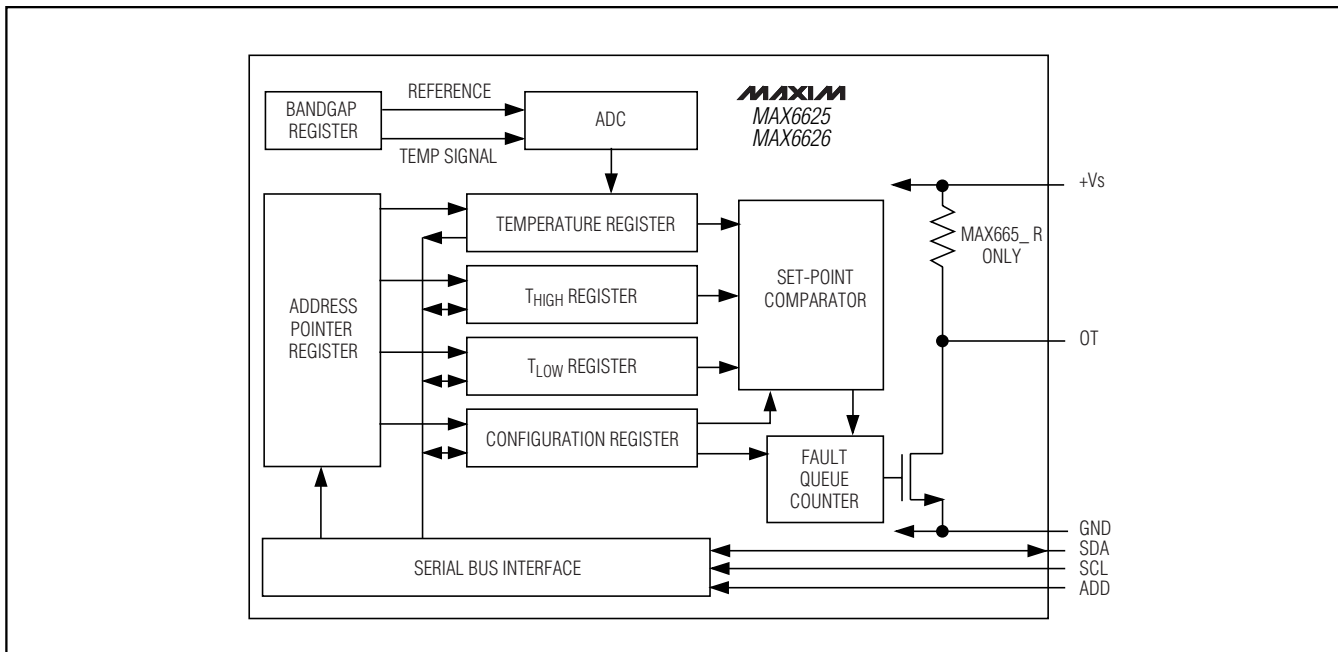 BANDGAP
REGISTER
REFERENCE
TEMP SIGNAL
ADC
MAXIM
MAX6625
MAX6626
+Vs
MAX665_ R
ONLY
ADDRESS
POINTER
REGISTER
TEMPERATURE REGISTER
THIGH REGISTER
TLOW REGISTER
CONFIGURATION REGISTER
SET-POINT
COMPARATOR
OT
FAULT
QUEUE
COUNTER
SERIAL BUS INTERFACE
GND
SDA
SCL
ADD